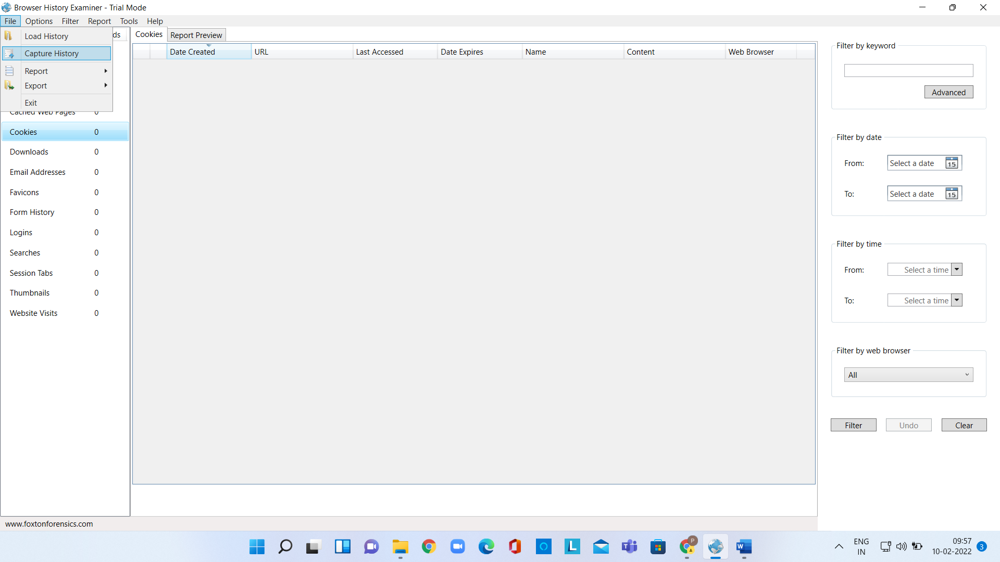 Browser History Examiner - Trial Mode
File Options Filter Report Tools Help
Load History
Capture History
Report
Export
Exit
ds
Cached Web Pages 0
Cookies 0
Downloads 0
Email Addresses 0
Favicons 0
Form History 0
Logins 0
Searches 0
Session Tabs 0
Thumbnails 0
Website Visits 0
Cookies Report Preview
Date Created URL Last Accessed Date Expires Name Content Web Browser
Filter by keyword
Advanced
Filter by date
From: Select a date 15
To: Select a date 15
Filter by time
From: Select a time
To: Select a time
Filter by web browser
All
Filter Undo Clear
www.foxtonforensics.com
L P W
ENG
IN
09:57
10-02-2022
3